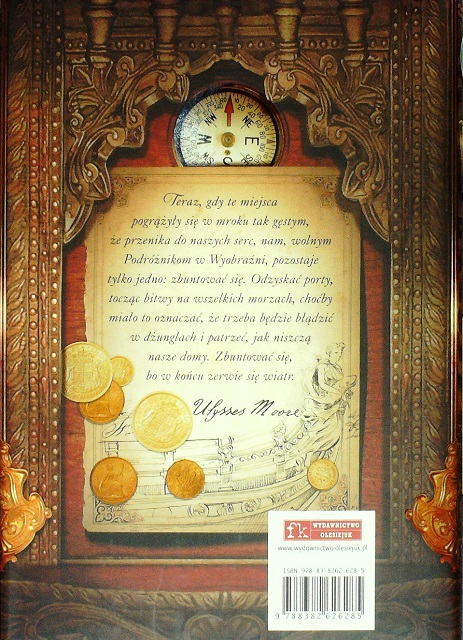 N
NE
E
S
W
Teraz, gdy te miejsca
pogrążyły się w mroku tak gęstym,
że przenika do naszych serc, nam, wolnym
Podróżnikom w Wyobraźni, pozostaje
tylko jedno: zbuntować się. Odzyskać porty,
tocząc bitwy na wszelkich morzach, choćby
miało to oznaczać, że trzeba będzie błądzić
w dżunglach i patrzeć, jak niszczą
nasze domy. Zbuntować się,
bo w końcu zerwie się wiatr.
Ulysses Moore
fk WYDAWNICTWO
OLESIEJUK
www.wydawnictwo-olesiejuk.pl
ISBN 978-83-8262-628-5
9 788382 626285